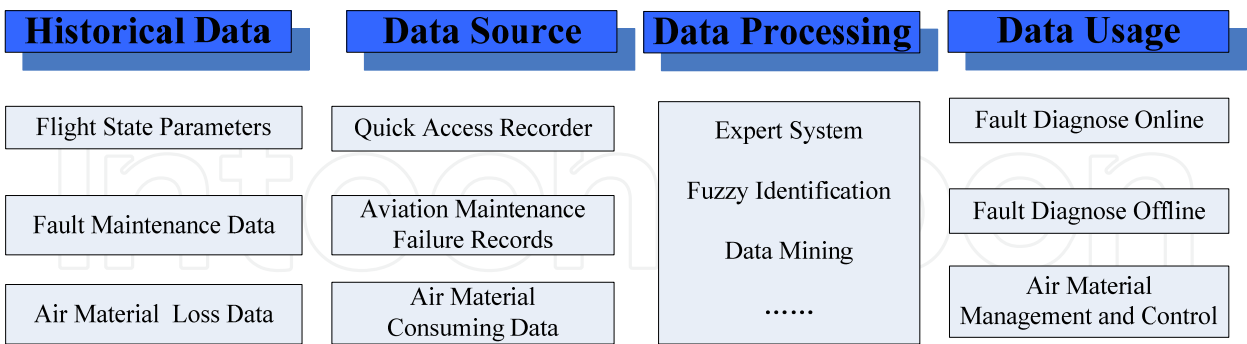 Historical Data
Data Source
Data Processing
Data Usage
Flight State Parameters
Fault Maintenance Data
Air Material Loss Data
Quick Access Recorder
Aviation Maintenance
Failure Records
Air Material
Consuming Data
Expert System
Fuzzy Identification
Data Mining
……
Fault Diagnose Online
Fault Diagnose Offline
Air Material
Management and Control